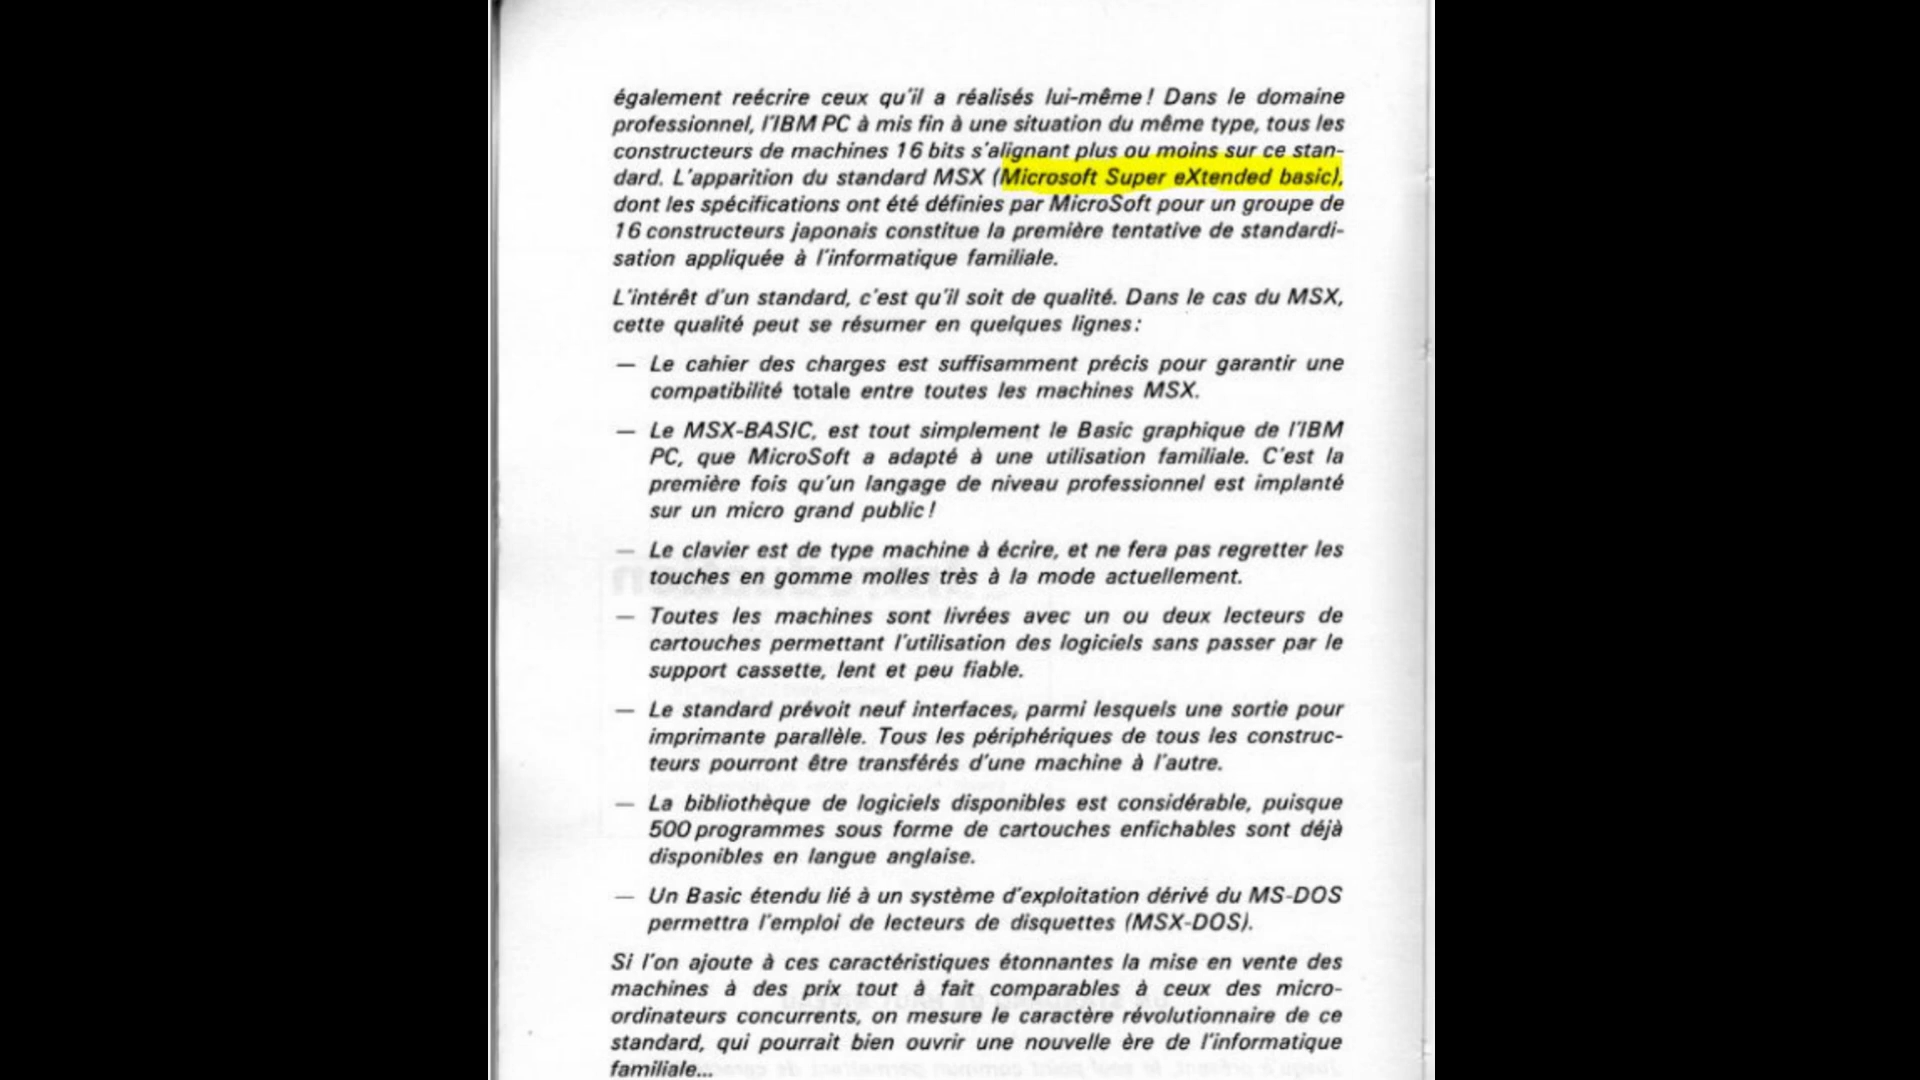 également reécrire ceux qu'il a réalisés lui-même! Dans le domaine
professionnel, l'IBM PC à mis fin à une situation du même type, tous les
constructeurs de machines 16 bits s'alignant plus ou moins sur ce stan-
dard. L'apparition du standard MSX (Microsoft Super eXtended basic),
dont les spécifications ont été définies par MicroSoft pour un groupe de
16 constructeurs japonais constitue la première tentative de standardi-
sation appliquée à l'informatique familiale.
L'intérêt d'un standard, c'est qu'il soit de qualité. Dans le cas du MSX,
cette qualité peut se résumer en quelques lignes:
— Le cahier des charges est suffisamment précis pour garantir une
compatibilité totale entre toutes les machines MSX.
— Le MSX-BASIC, est tout simplement le Basic graphique de l'IBM
PC, que MicroSoft a adapté à une utilisation familiale. C'est la
première fois qu'un langage de niveau professionnel est implanté
sur un micro grand public!
— Le clavier est de type machine à écrire, et ne fera pas regretter les
touches en gomme molles très à la mode actuellement.
— Toutes les machines sont livrées avec un ou deux lecteurs de
cartouches permettant l'utilisation des logiciels sans passer par le
support cassette, lent et peu fiable.
— Le standard prévoit neuf interfaces, parmi lesquels une sortie pour
imprimante parallèle. Tous les périphériques de tous les construc-
teurs pourront être transférés d'une machine à l'autre.
— La bibliothèque de logiciels disponibles est considérable, puisque
500 programmes sous forme de cartouches enfichables sont déjà
disponibles en langue anglaise.
— Un Basic étendu lié à un système d'exploitation dérivé du MS-DOS
permettra l'emploi de lecteurs de disquettes (MSX-DOS).
Si l'on ajoute à ces caractéristiques étonnantes la mise en vente des
machines à des prix tout à fait comparables à ceux des micro-
ordinateurs concurrents, on mesure le caractère révolutionnaire de ce
standard, qui pourrait bien ouvrir une nouvelle ère de l'informatique
familiale...